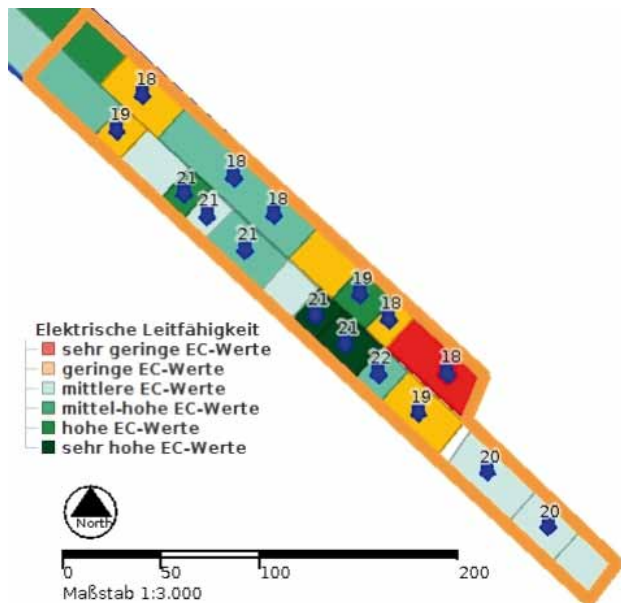 18
19
18
21
21
18
21
19
21
18
21
18
22
19
20
20
Elektrische Leitfähigkeit
sehr geringe EC-Werte
geringe EC-Werte
mittlere EC-Werte
mittel-hohe EC-Werte
hohe EC-Werte
sehr hohe EC-Werte
North
0 50 100 200
Maßstab 1:3.000